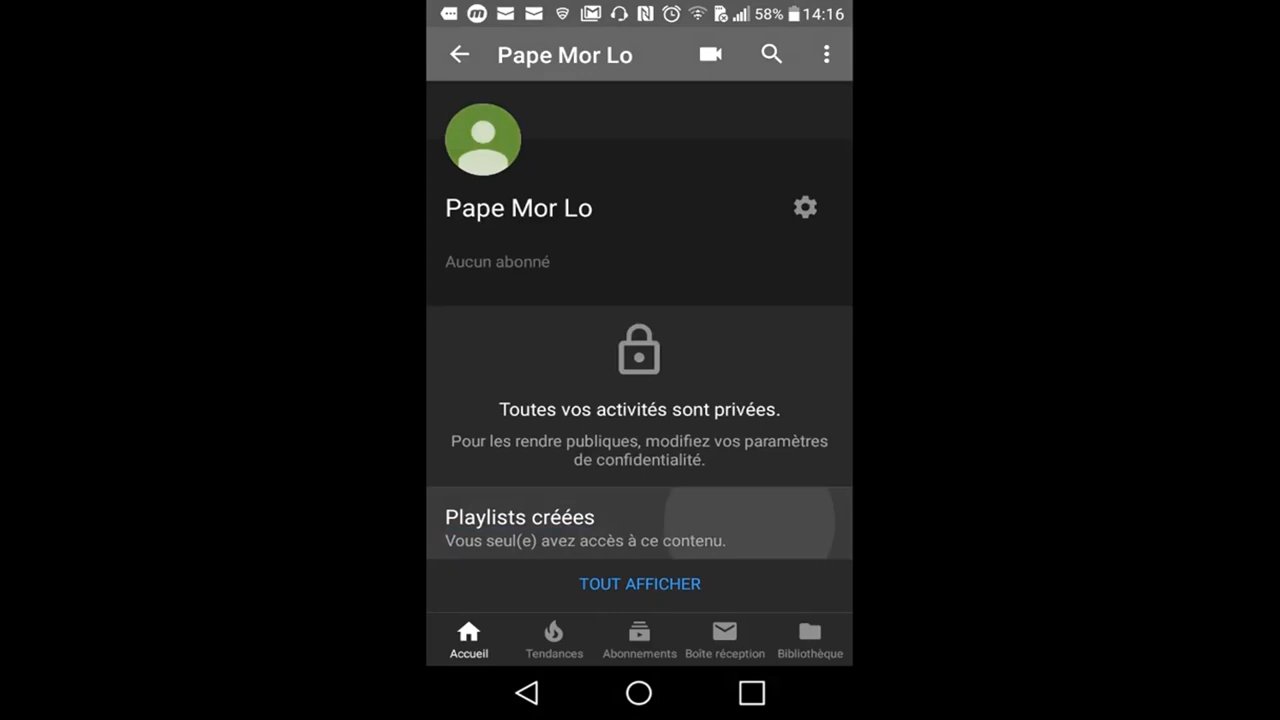 58% 14:16
Pape Mor Lo
Pape Mor Lo
Aucun abonné
Toutes vos activités sont privées.
Pour les rendre publiques, modifiez vos paramètres
de confidentialité.
Playlists créées
Vous seul(e) avez accès à ce contenu.
TOUT AFFICHER
Accueil Tendances Abonnements Boîte réception Bibliothèque